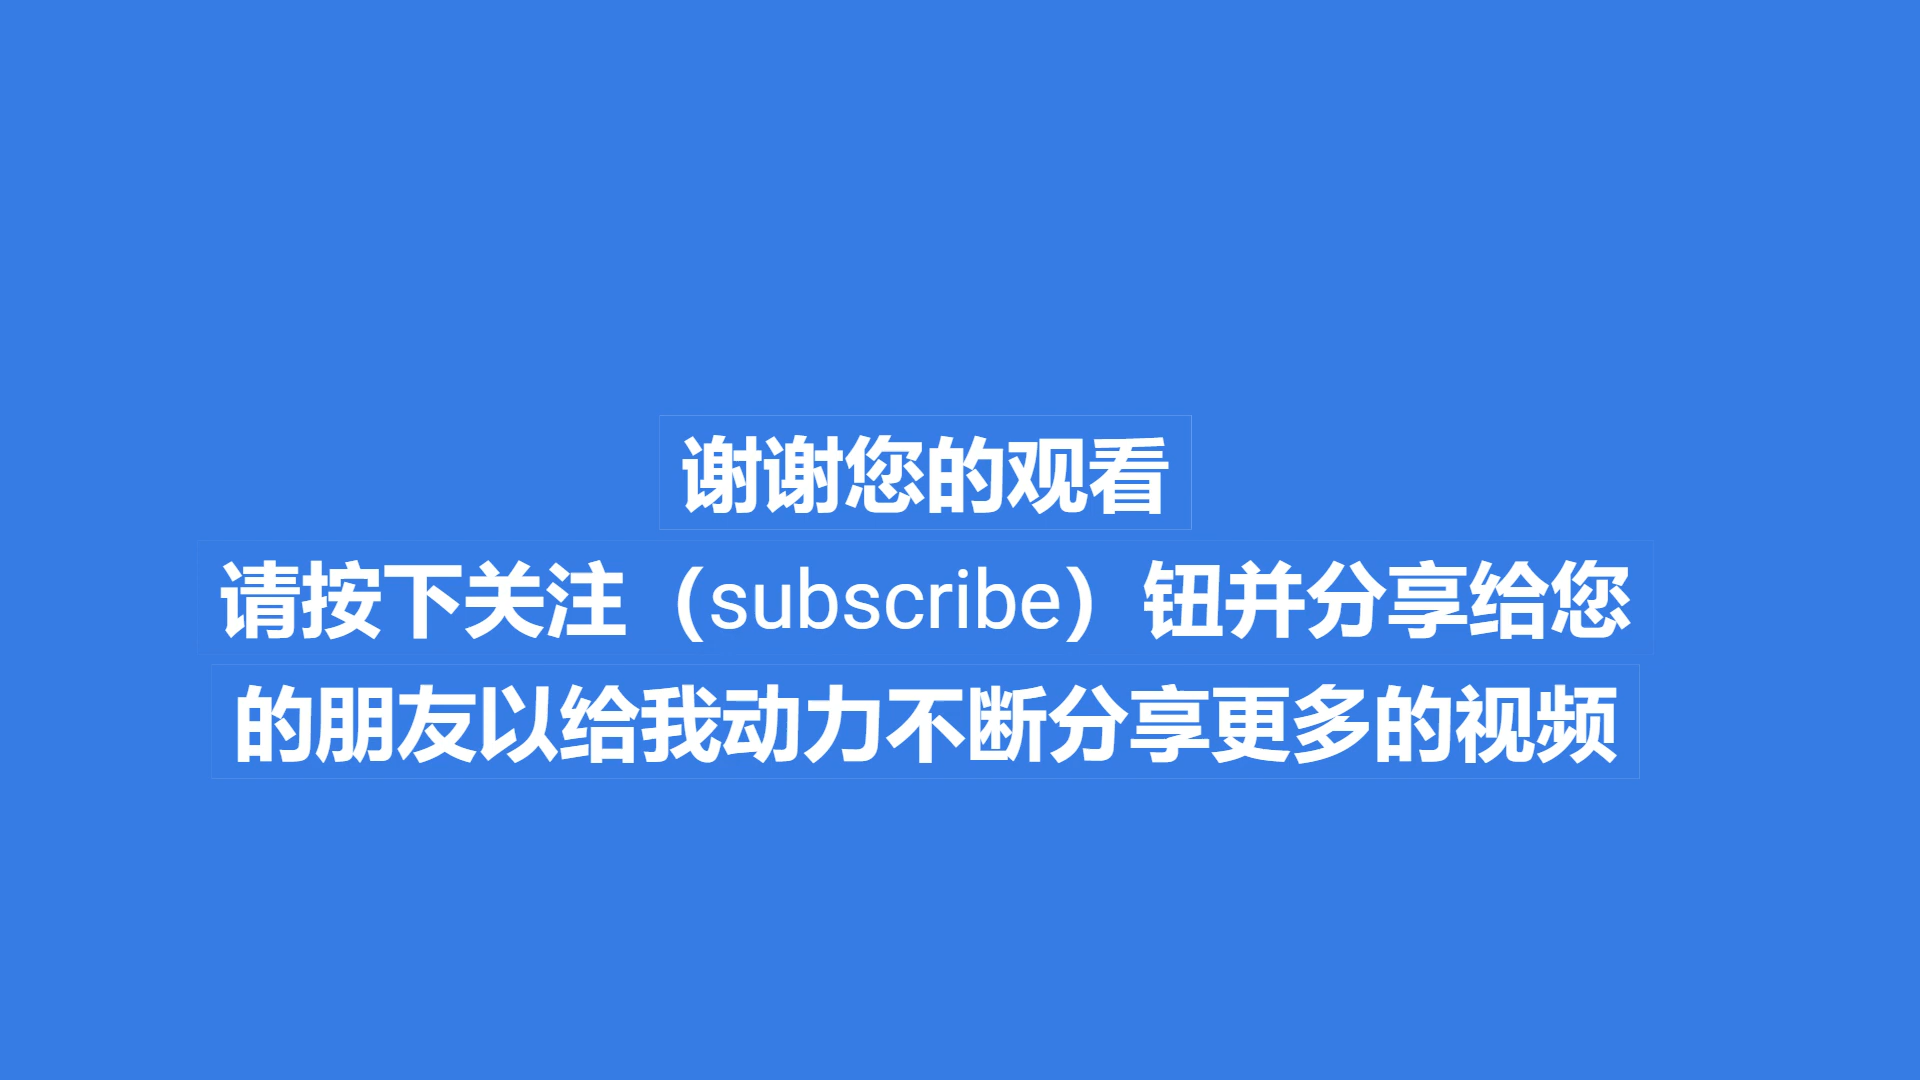 谢谢您的观看
请按下关注（subscribe）钮并分享给您
的朋友以给我动力不断分享更多的视频